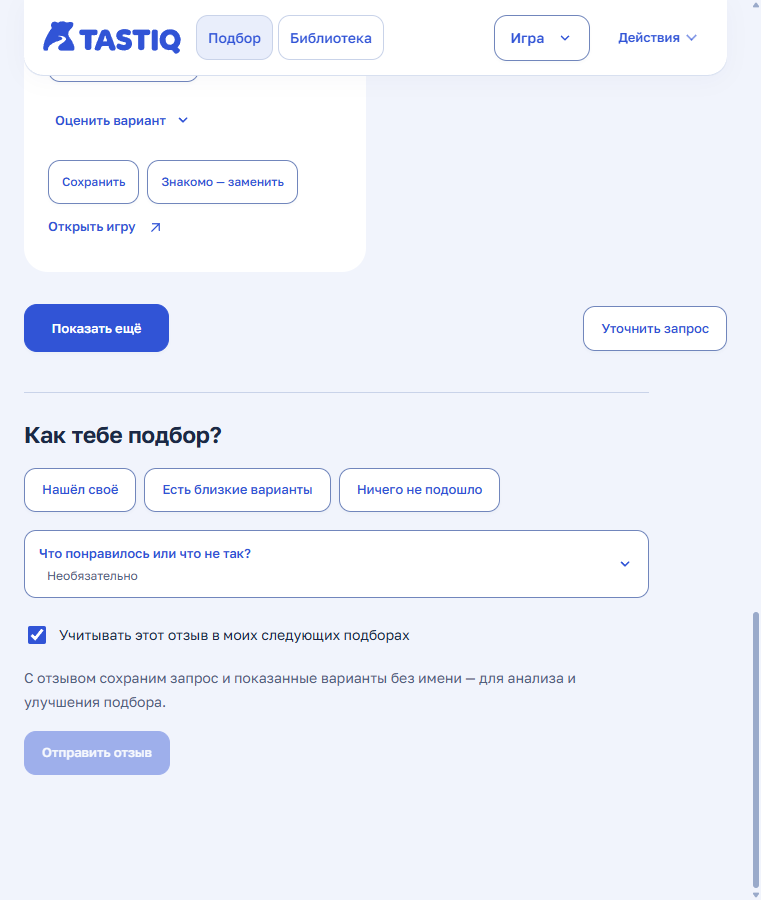 TASTIQ
Подбор
Библиотека
Игра
Действия
Оценить вариант
Сохранить
Знакомо — заменить
Открыть игру
Показать ещё
Уточнить запрос
Как тебе подбор?
Нашёл своё
Есть близкие варианты
Ничего не подошло
Что понравилось или что не так?
Необязательно
Учитывать этот отзыв в моих следующих подборах
С отзывом сохраним запрос и показанные варианты без имени — для анализа и
улучшения подбора.
Отправить отзыв